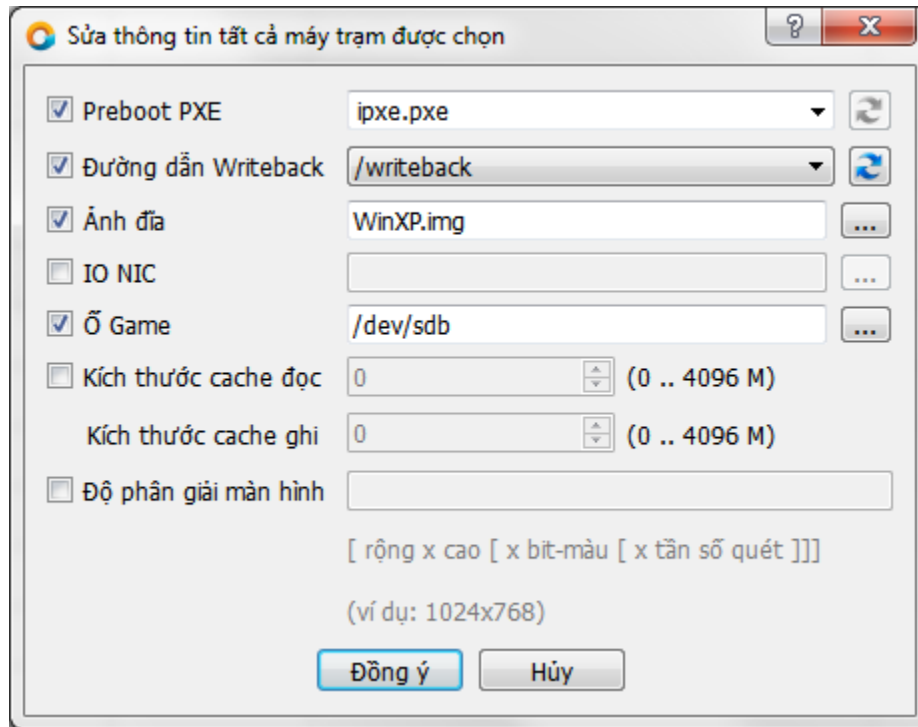 Sửa thông tin tất cả máy trạm được chọn
Preboot PXE ipxe.pxe
Đường dẫn Writeback /writeback
Ảnh đĩa WinXP.img ...
IO NIC ...
Ổ Game /dev/sdb ...
Kích thước cache đọc 0 (0 .. 4096 M)
Kích thước cache ghi 0 (0 .. 4096 M)
Độ phân giải màn hình
[ rộng x cao [ x bit-màu [ x tần số quét ]]]
(ví dụ: 1024x768)
Đồng ý Hủy